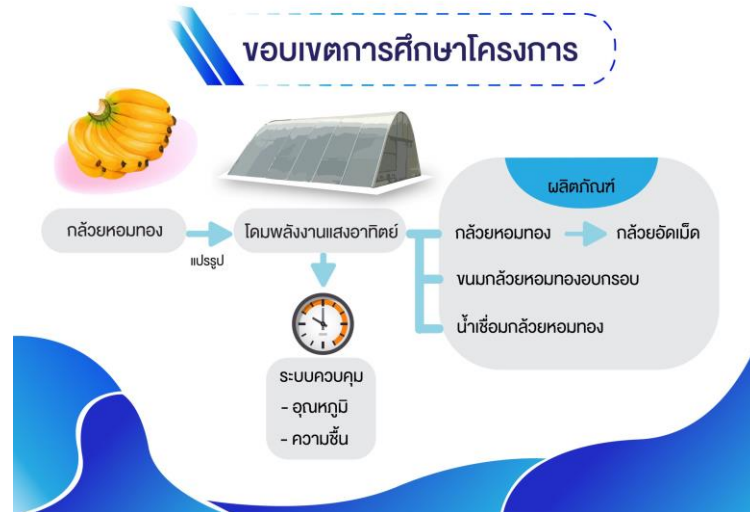 ขอบเขตการศึกษาโครงการ
ผลิตภัณฑ์
กล้วยหอมทอง
แปรรูป
โดมพลังงานแสงอาทิตย์
กล้วยหอมทอง
กล้วยอัดเม็ด
ขนมกล้วยหอมทองอบกรอบ
น้ำเชื่อมกล้วยหอมทอง
ระบบควบคุม
- อุณหภูมิ
- ความชื้น